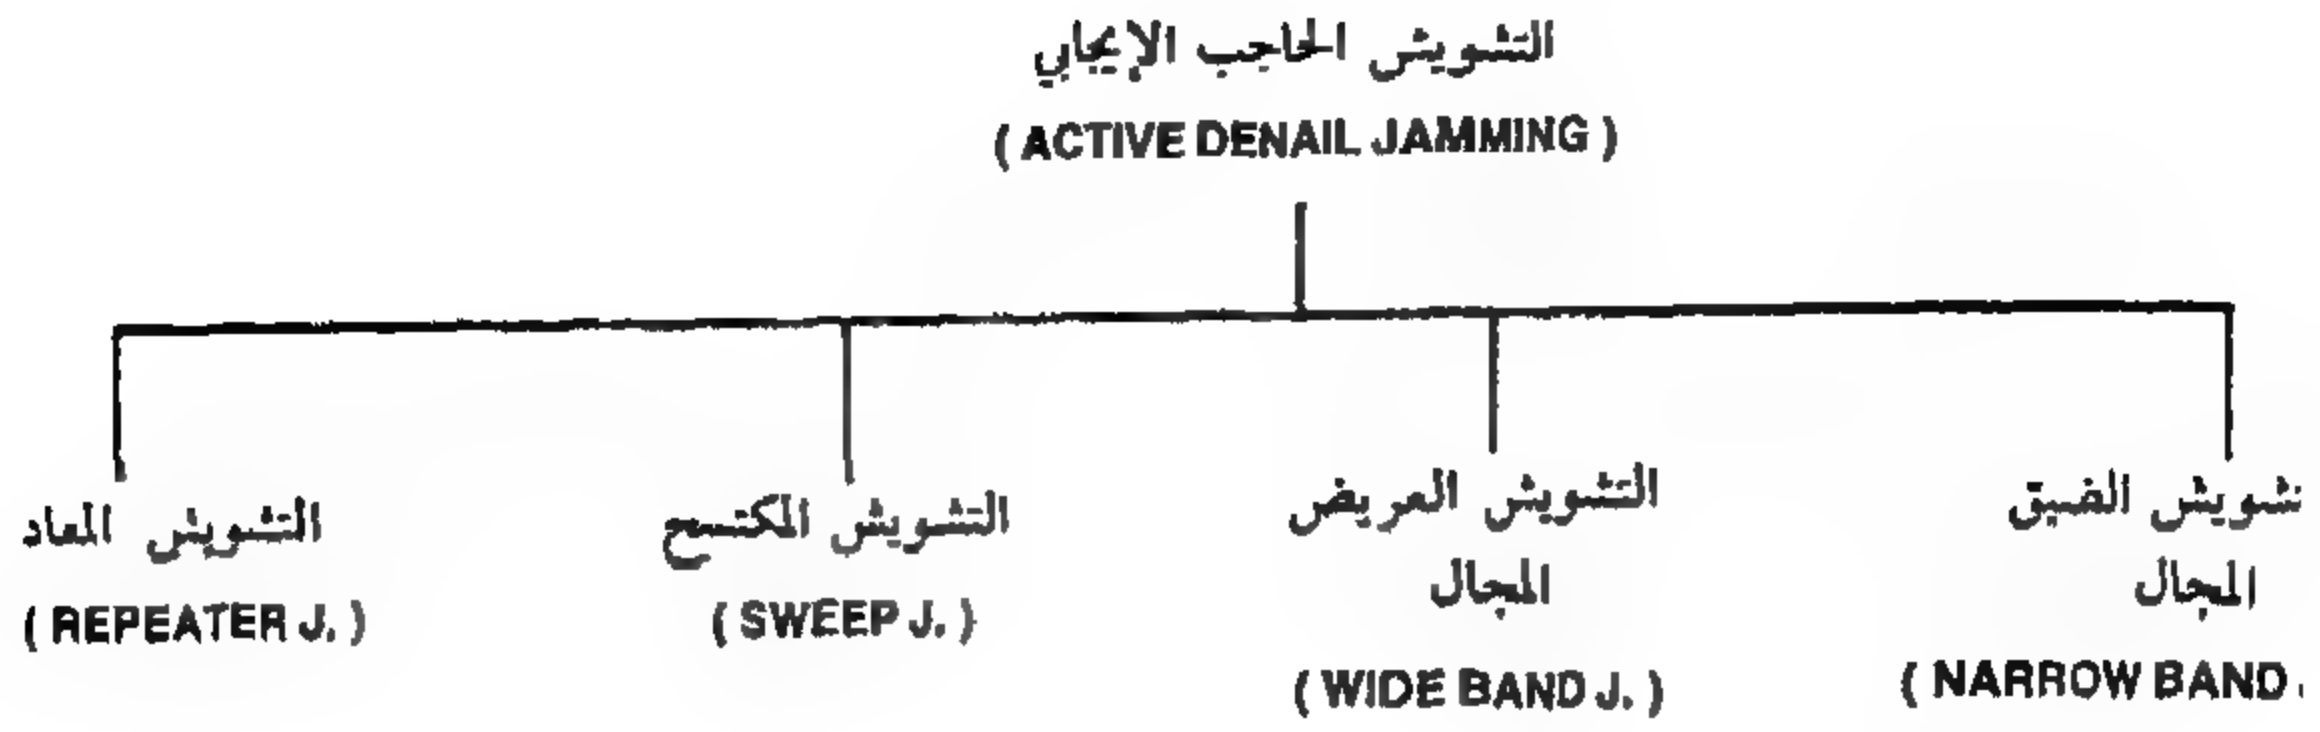 التشويش الحاجب الإيجابي
( ACTIVE DENAIL JAMMING )
التشويش الضيق
المجال
( NARROW BAND
التشويش العريض
المجال
( WIDE BAND J. )
التشويش المكتسح
( SWEEP J. )
التشويش المعاد
( REPEATER J. )